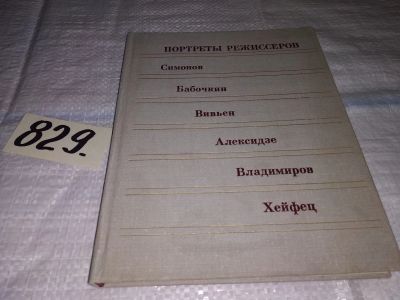 ПОРТРЕТЫ РЕЖИССЕРОВ
Симонов
Бабочкин
Вивьен
Алексидзе
Владимиров
Хейфец
829.